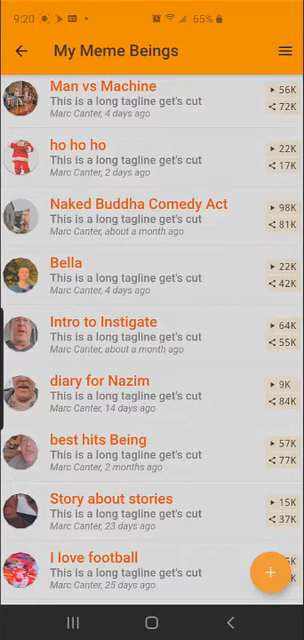 9:20
65%
My Meme Beings
Man vs Machine
This is a long tagline get's cut
Marc Canter, 4 days ago
56K
72K
ho ho ho
This is a long tagline get's cut
Marc Canter, 2 days ago
22K
17K
Naked Buddha Comedy Act
This is a long tagline get's cut
Marc Canter, about a month ago
98K
81K
Bella
This is a long tagline get's cut
Marc Canter, 4 days ago
22K
42K
Intro to Instigate
This is a long tagline get's cut
Marc Canter, about a month ago
64K
55K
diary for Nazim
This is a long tagline get's cut
Marc Canter, 14 days ago
9K
84K
best hits Being
This is a long tagline get's cut
Marc Canter, 2 months ago
57K
77K
Story about stories
This is a long tagline get's cut
Marc Canter, 23 days ago
15K
37K
I love football
This is a long tagline get's cut
Marc Canter, 25 days ago